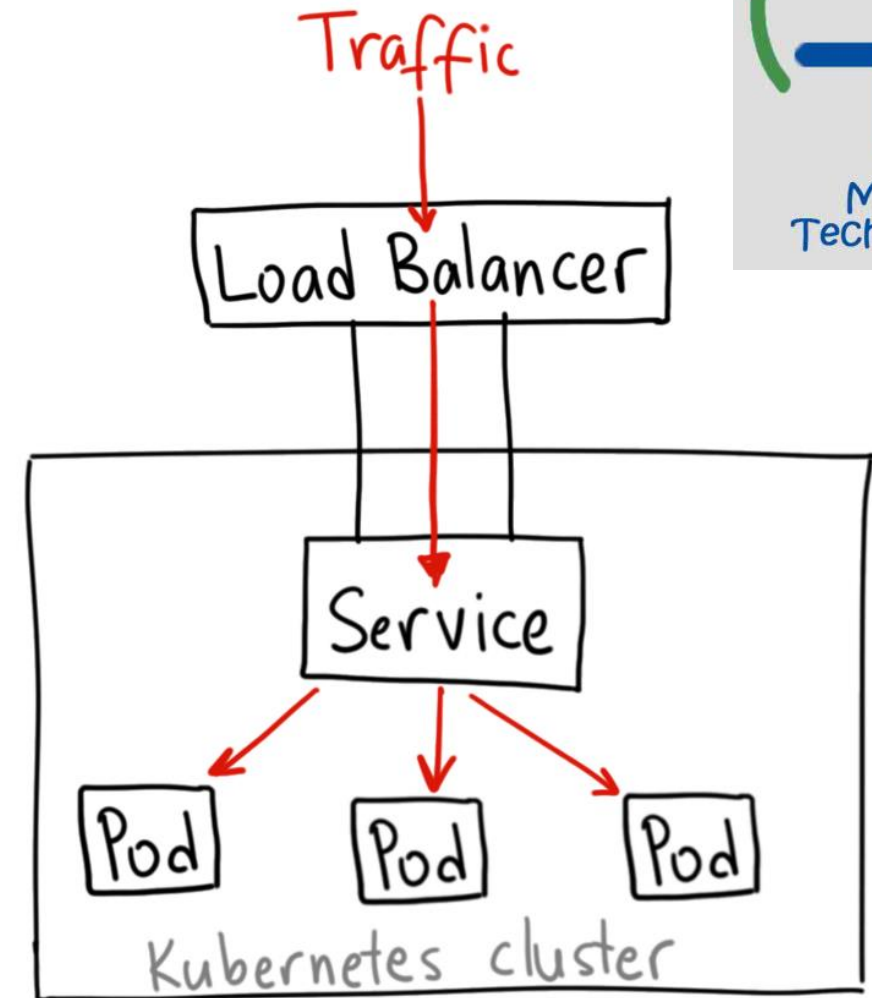 Traffic
Load Balancer
Service
Pod
Pod
Pod
Kubernetes cluster